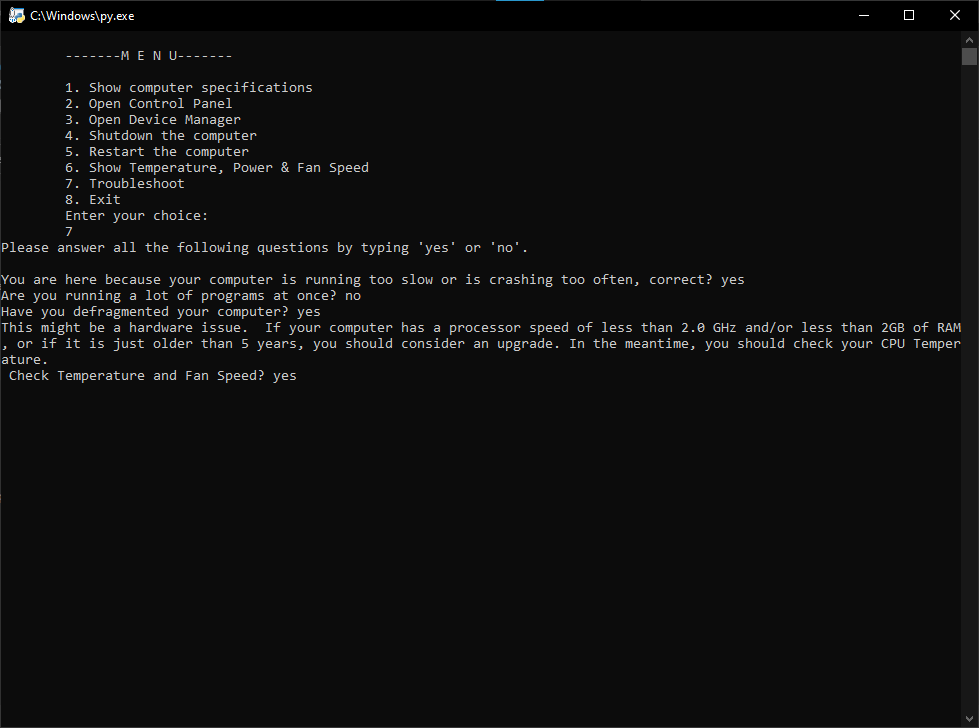 C:\Windows\py.exe
-------M E N U-------
1. Show computer specifications
2. Open Control Panel
3. Open Device Manager
4. Shutdown the computer
5. Restart the computer
6. Show Temperature, Power & Fan Speed
7. Troubleshoot
8. Exit
Enter your choice:
7
Please answer all the following questions by typing 'yes' or 'no'.
You are here because your computer is running too slow or is crashing too often, correct? yes
Are you running a lot of programs at once? no
Have you defragmented your computer? yes
This might be a hardware issue.  If your computer has a processor speed of less than 2.0 GHz and/or less than 2GB of RAM
, or if it is just older than 5 years, you should consider an upgrade. In the meantime, you should check your CPU Temper
ature.
Check Temperature and Fan Speed? yes